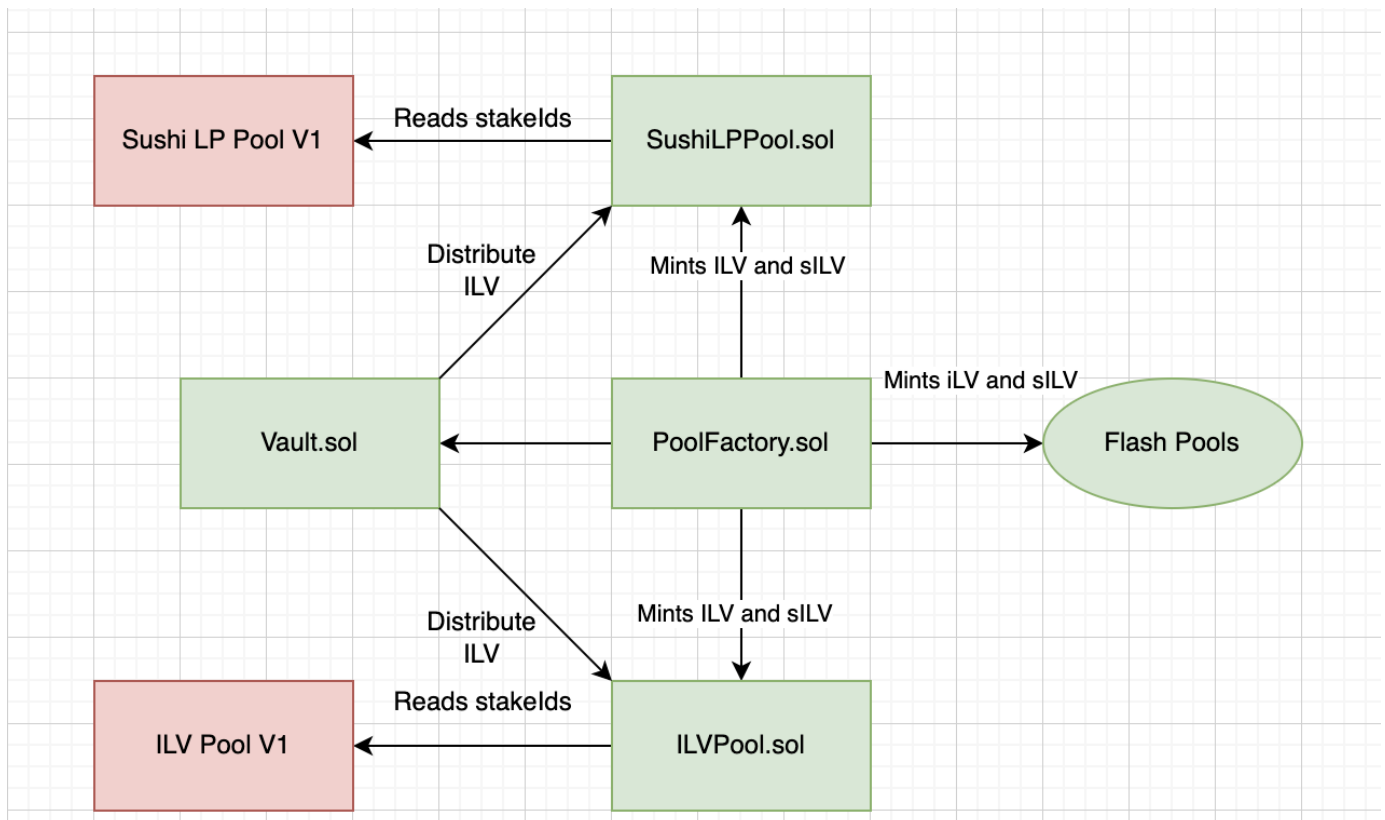 Sushi LP Pool V1
Reads stakeIds
SushiLPPool.sol
Distribute
ILV
Mints ILV and sILV
Vault.sol
PoolFactory.sol
Mints iLV and sILV
Flash Pools
Distribute
ILV
Mints ILV and sILV
ILV Pool V1
Reads stakeIds
ILVPool.sol